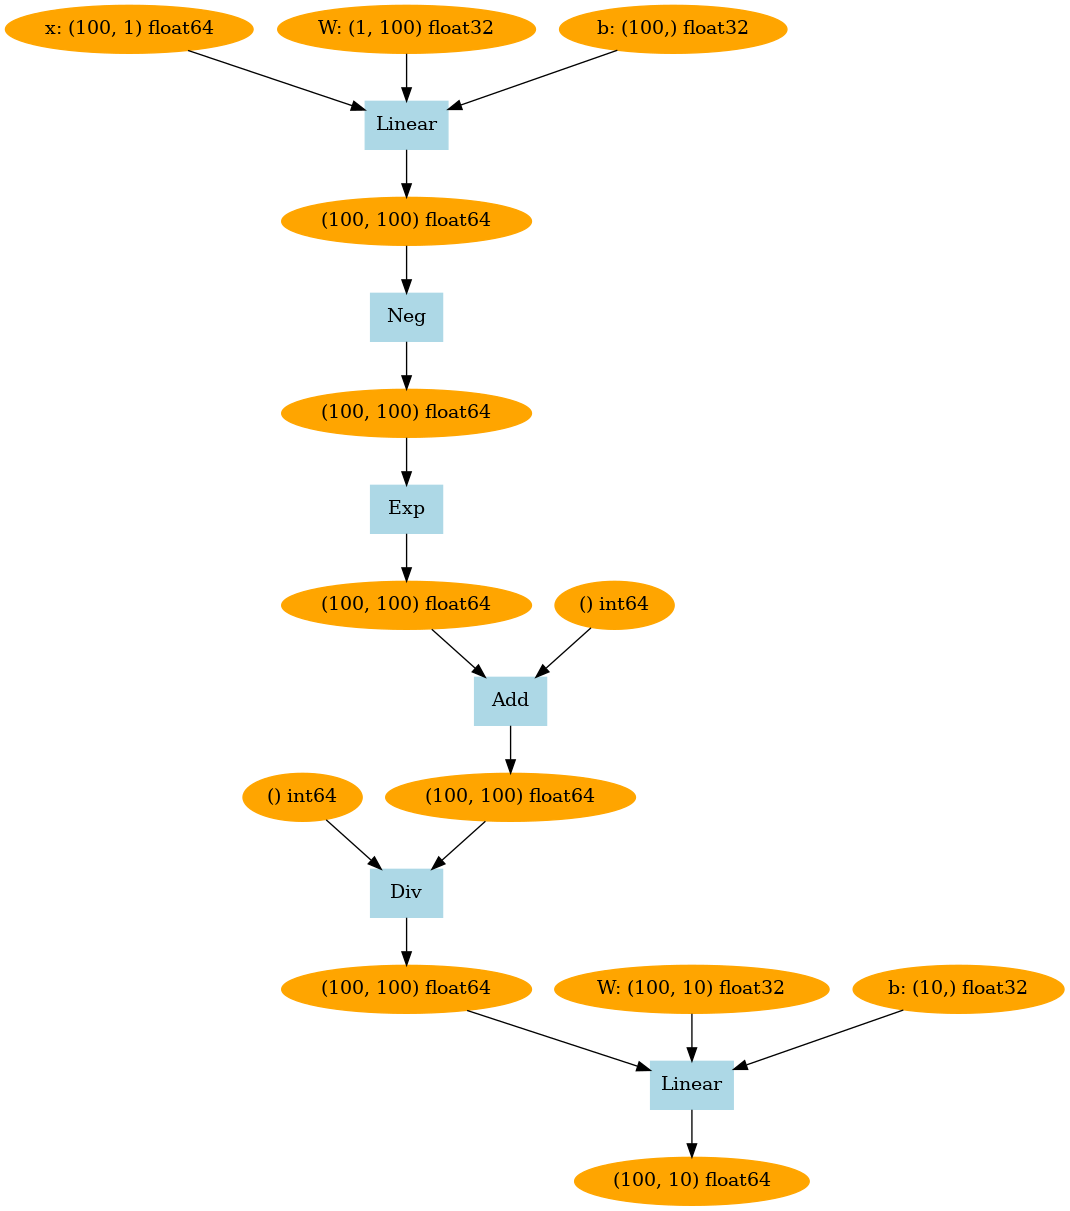 x: (100, 1) float64
W: (1, 100) float32
b: (100,) float32
Linear
(100, 100) float64
Neg
(100, 100) float64
Exp
(100, 100) float64
() int64
Add
() int64
(100, 100) float64
Div
(100, 100) float64
W: (100, 10) float32
b: (10,) float32
Linear
(100, 10) float64